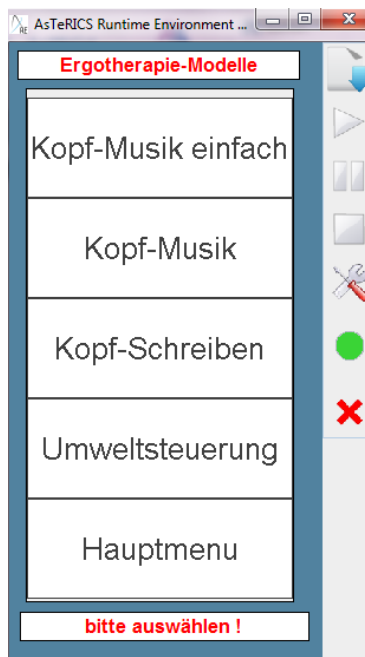 AsTeRICS Runtime Environment ...
Ergotherapie-Modelle
Kopf-Musik einfach
Kopf-Musik
Kopf-Schreiben
Umweltsteuerung
Hauptmenu
bitte auswählen !